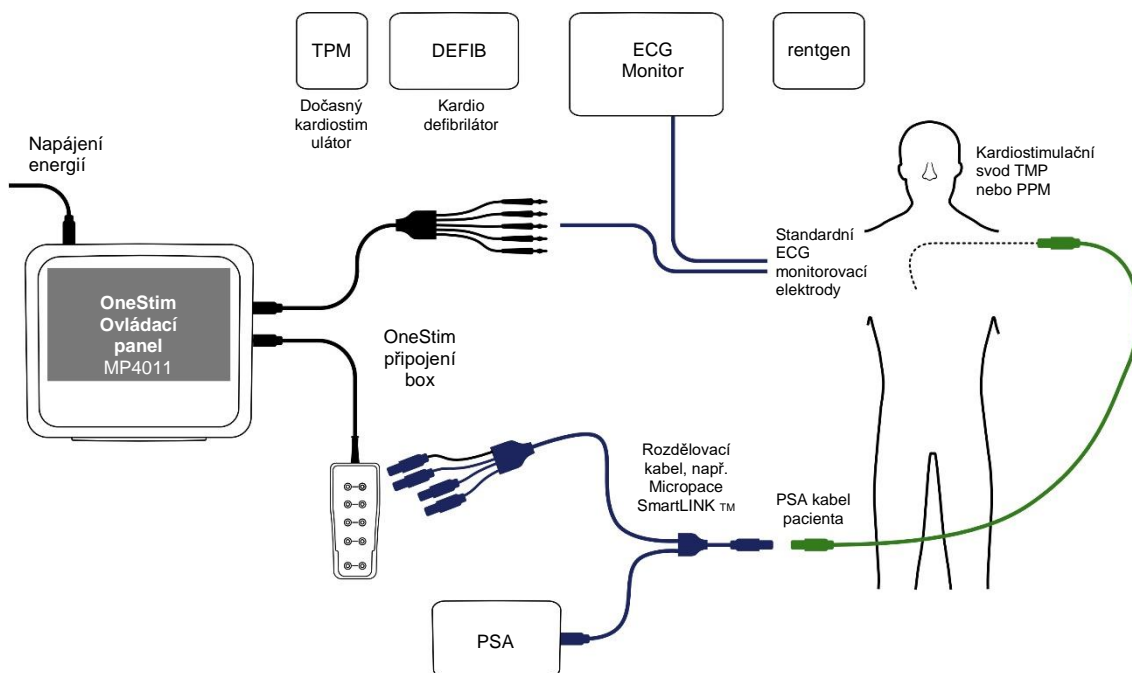 TPM
DEFIB
ECG
Monitor
rentgen
Dočasný
kardiostim
ulátor
Kardio
defibrilátor
Napájení
energií
Kardiostimulační
svod TMP
nebo PPM
Standardní
ECG
monitorovací
elektrody
OneStim
Ovládací
panel
MP4011
OneStim
připojení
box
Rozdělovací
kabel, např.
Micropace
SmartLINK TM
PSA kabel
pacienta
PSA